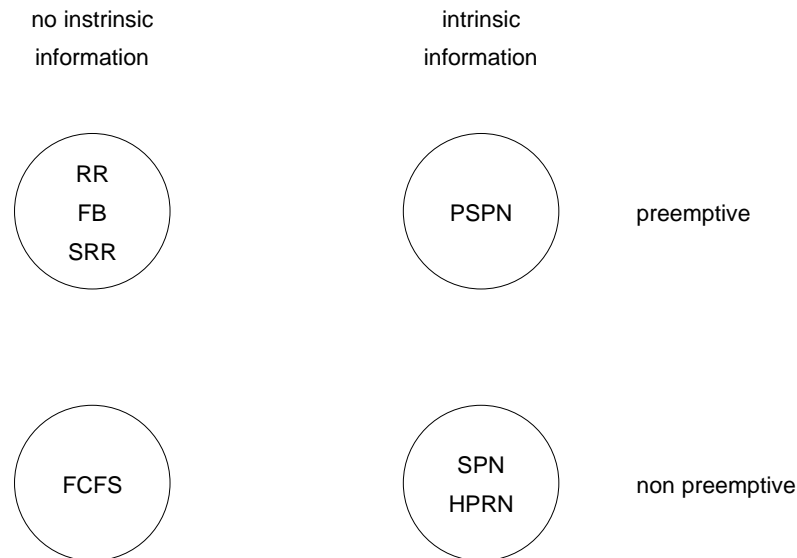 no instrinsic
information
intrinsic
information
RR
FB
SRR
PSPN
preemptive
FCFS
SPN
HPRN
non preemptive